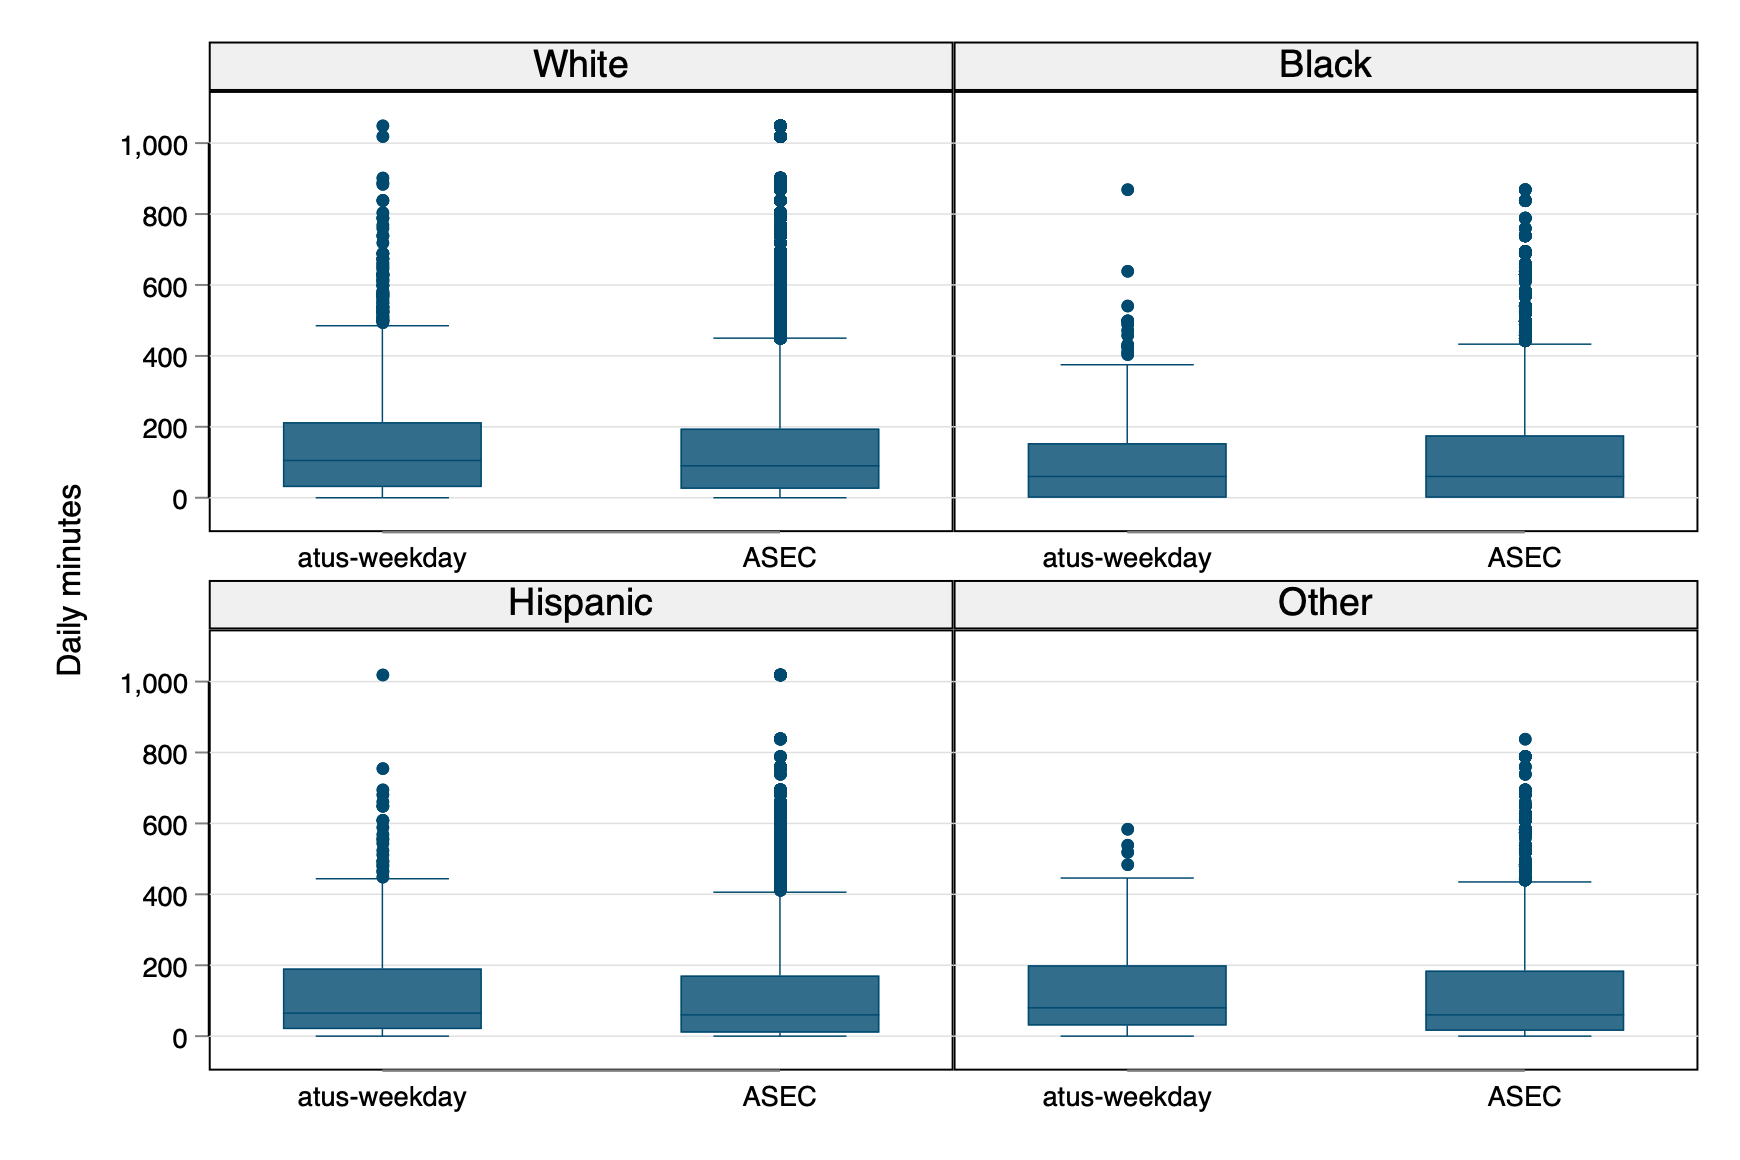 White
Black
1,000
800
600
400
200
0
atus-weekday
ASEC
atus-weekday
ASEC
Daily minutes
Hispanic
Other
1,000
800
600
400
200
0
atus-weekday
ASEC
atus-weekday
ASEC